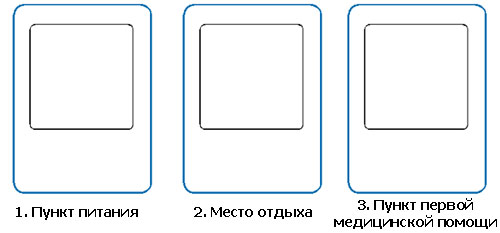 1. Пункт питания
2. Место отдыха
3. Пункт первой
медицинской помощи